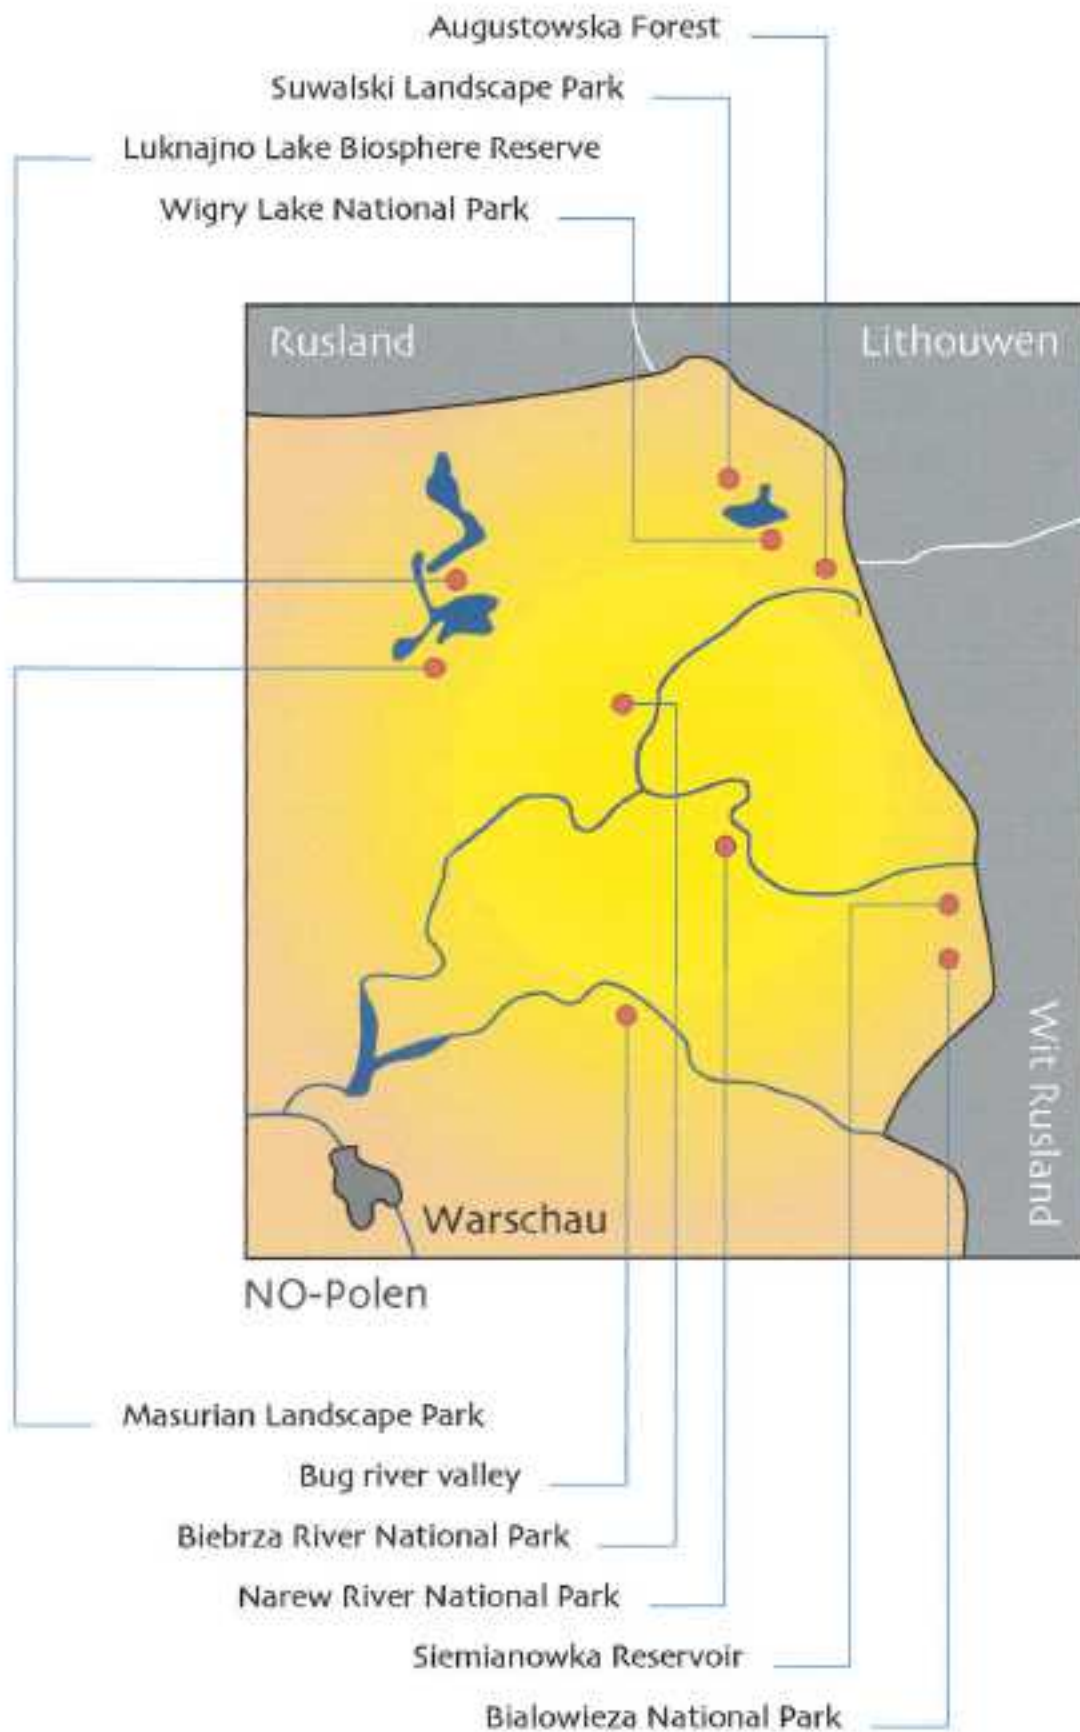 Augustowska Forest
Suwalski Landscape Park
Luknajno Lake Biosphere Reserve
Wigry Lake National Park
Rusland
Lithouwen
Wit Rusland
Warschau
NO-Polen
Masurian Landscape Park
Bug river valley
Biebrza River National Park
Narew River National Park
Siemianowka Reservoir
Bialowieza National Park